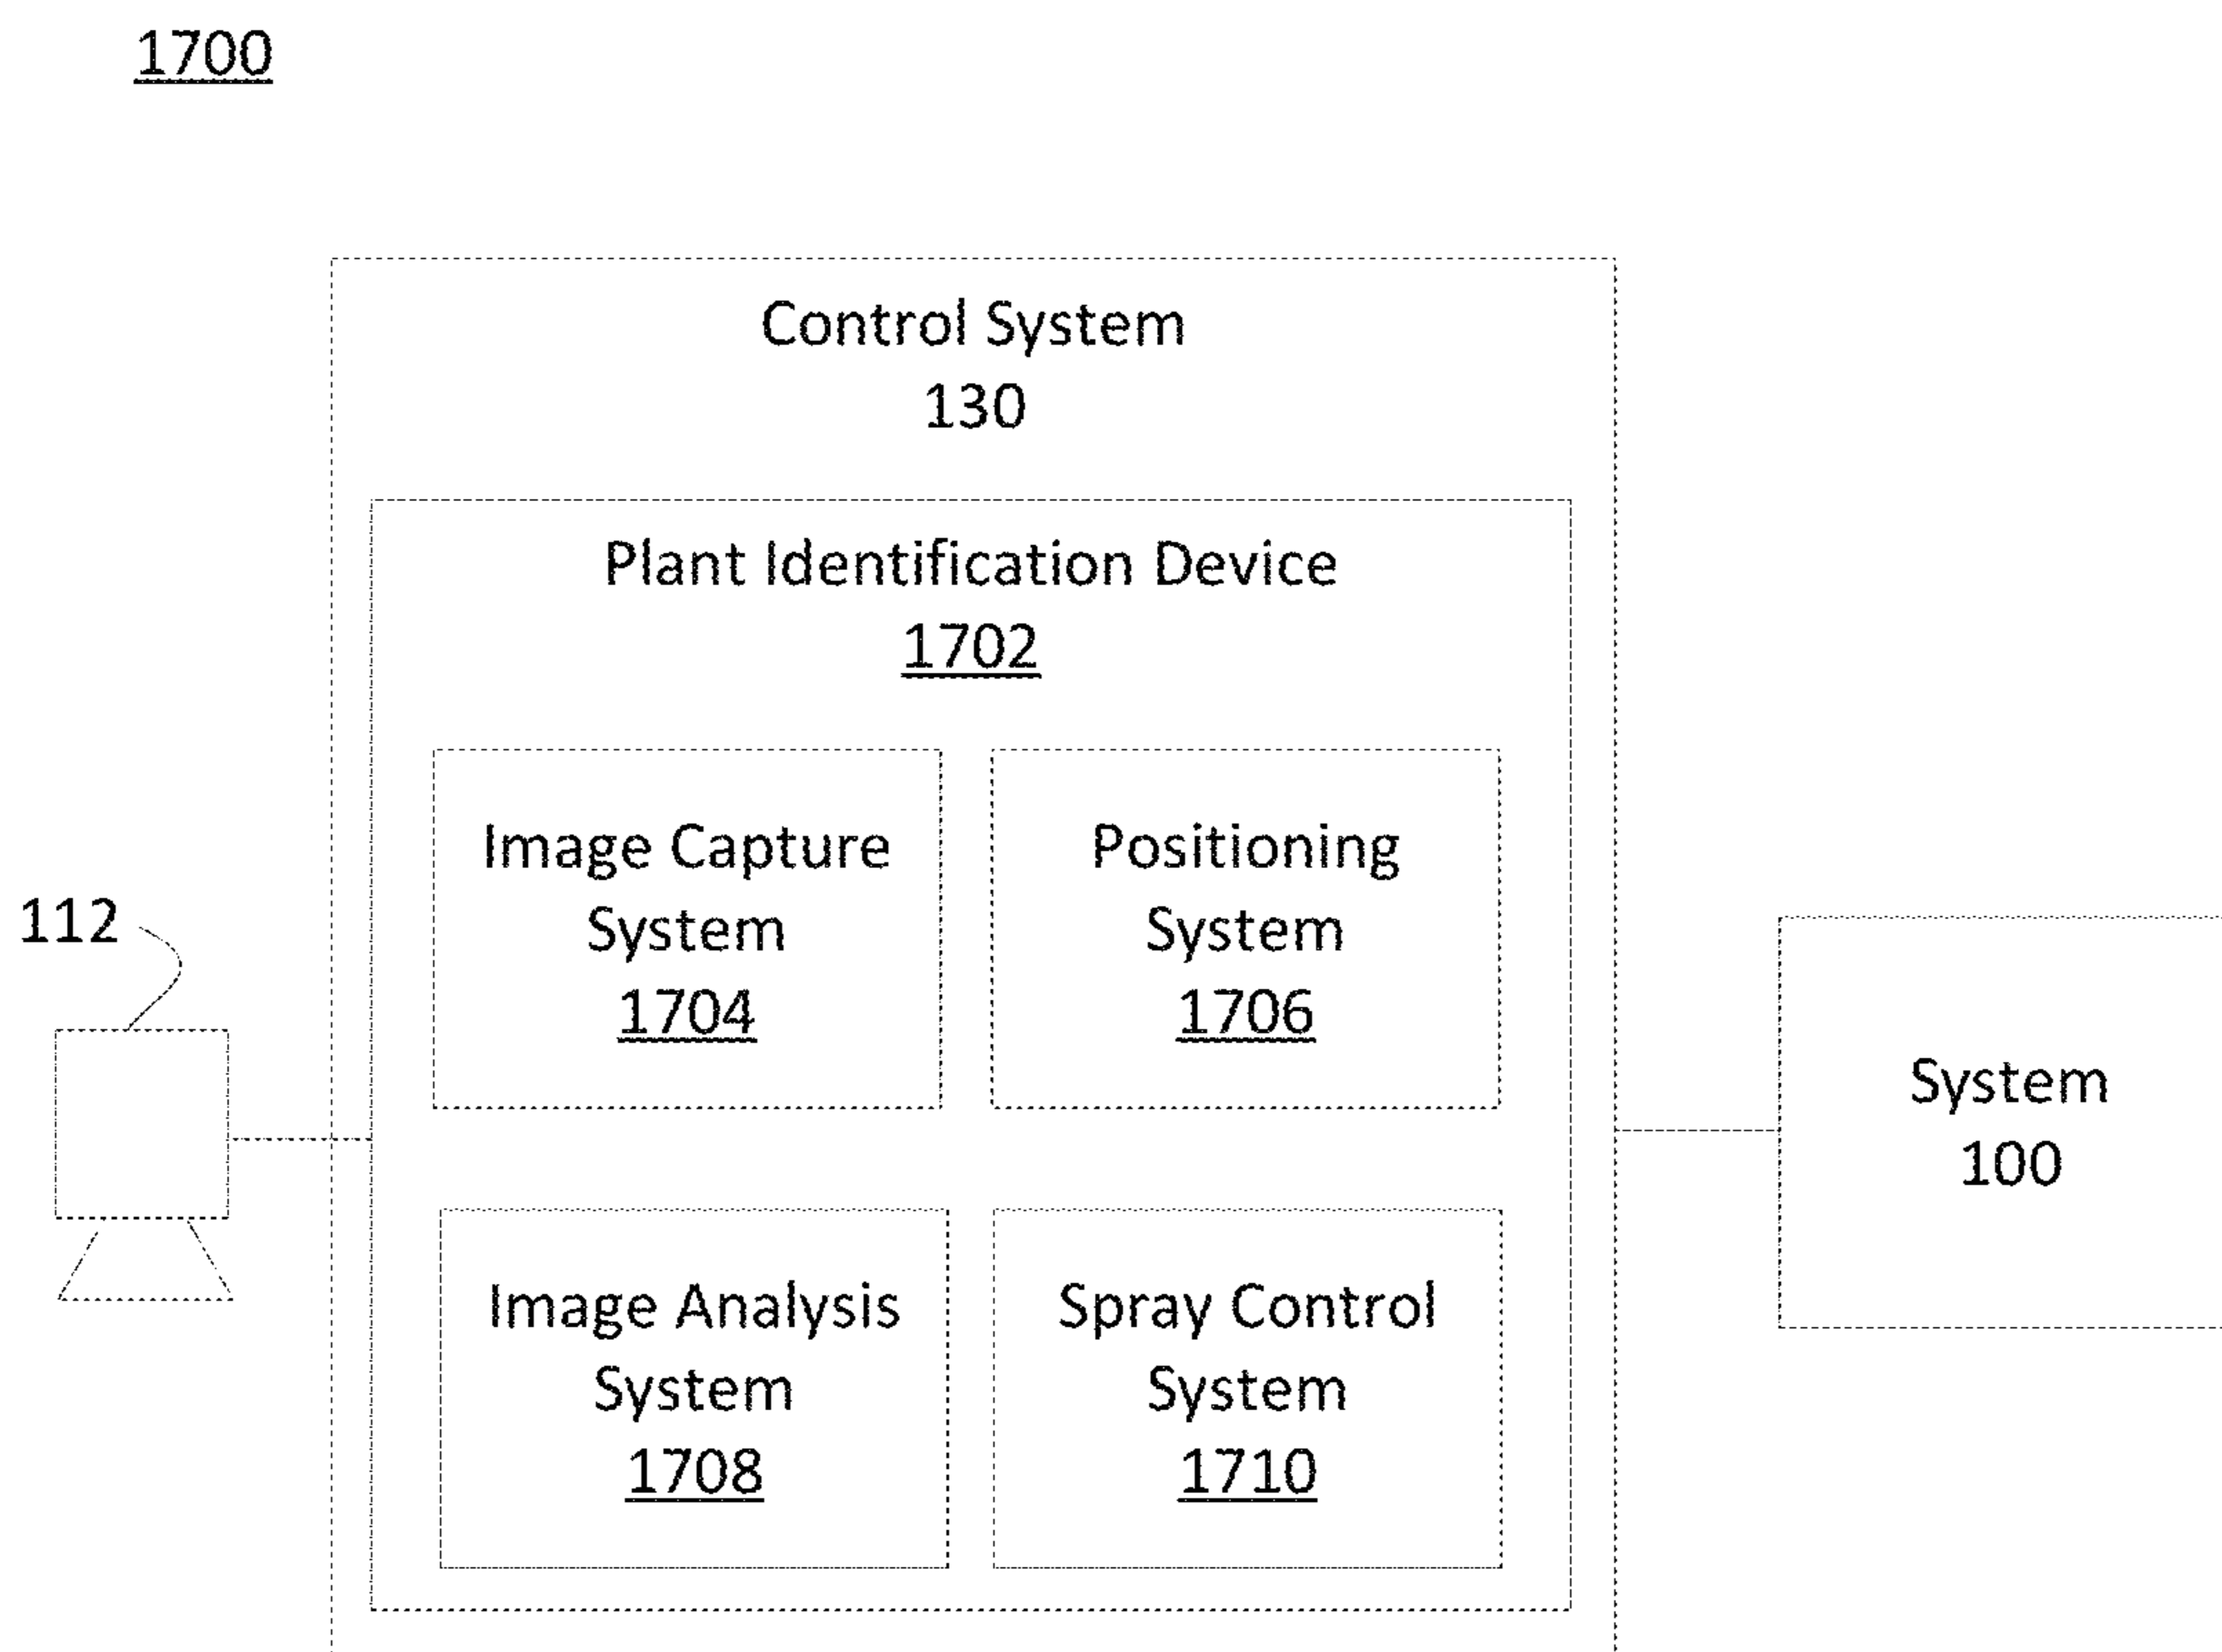 1700
Control System
130
Plant Identification Device
1702
Image Capture
System
1704
Positioning
System
1706
112
System
100
Image Analysis
System
1708
Spray Control
System
1710